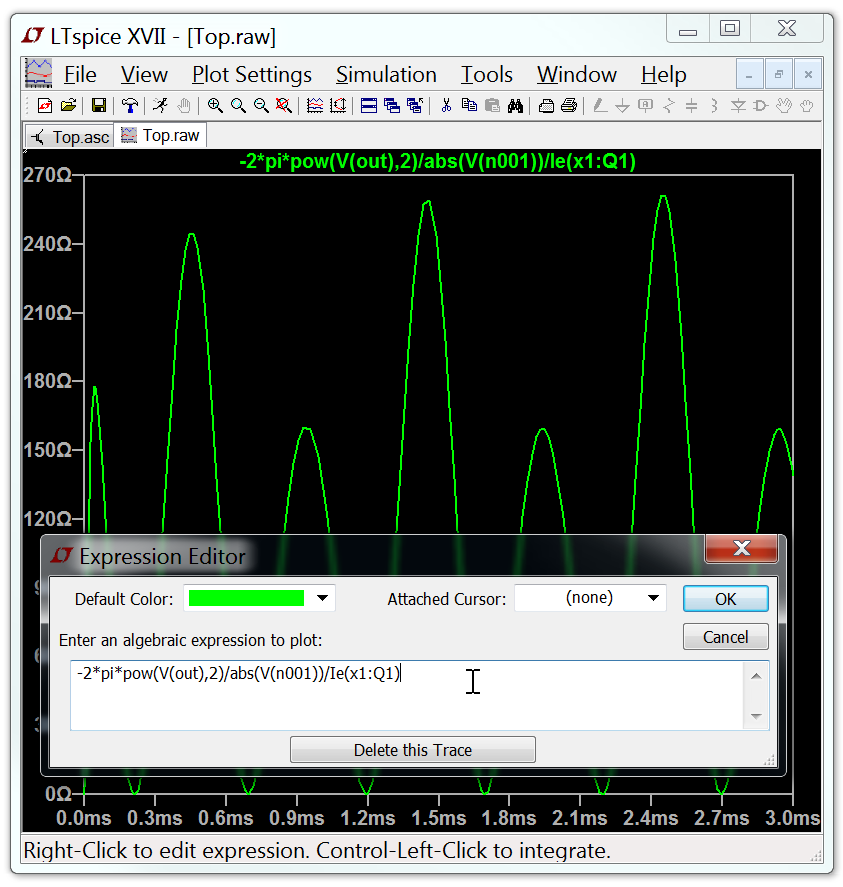 LTspice XVII - [Top.raw]
File View Plot Settings Simulation Tools Window Help
Top.asc Top.raw
-2*pi*pow(V(out),2)/abs(V(n001))/Ie(x1:Q1)
270Ω
240Ω
210Ω
180Ω
150Ω
120Ω
Expression Editor
Default Color: Attached Cursor: (none) OK
Enter an algebraic expression to plot: Cancel
-2*pi*pow(V(out),2)/abs(V(n001))/Ie(x1:Q1)
Delete this Trace
0Ω
0.0ms 0.3ms 0.6ms 0.9ms 1.2ms 1.5ms 1.8ms 2.1ms 2.4ms 2.7ms 3.0ms
Right-Click to edit expression. Control-Left-Click to integrate.